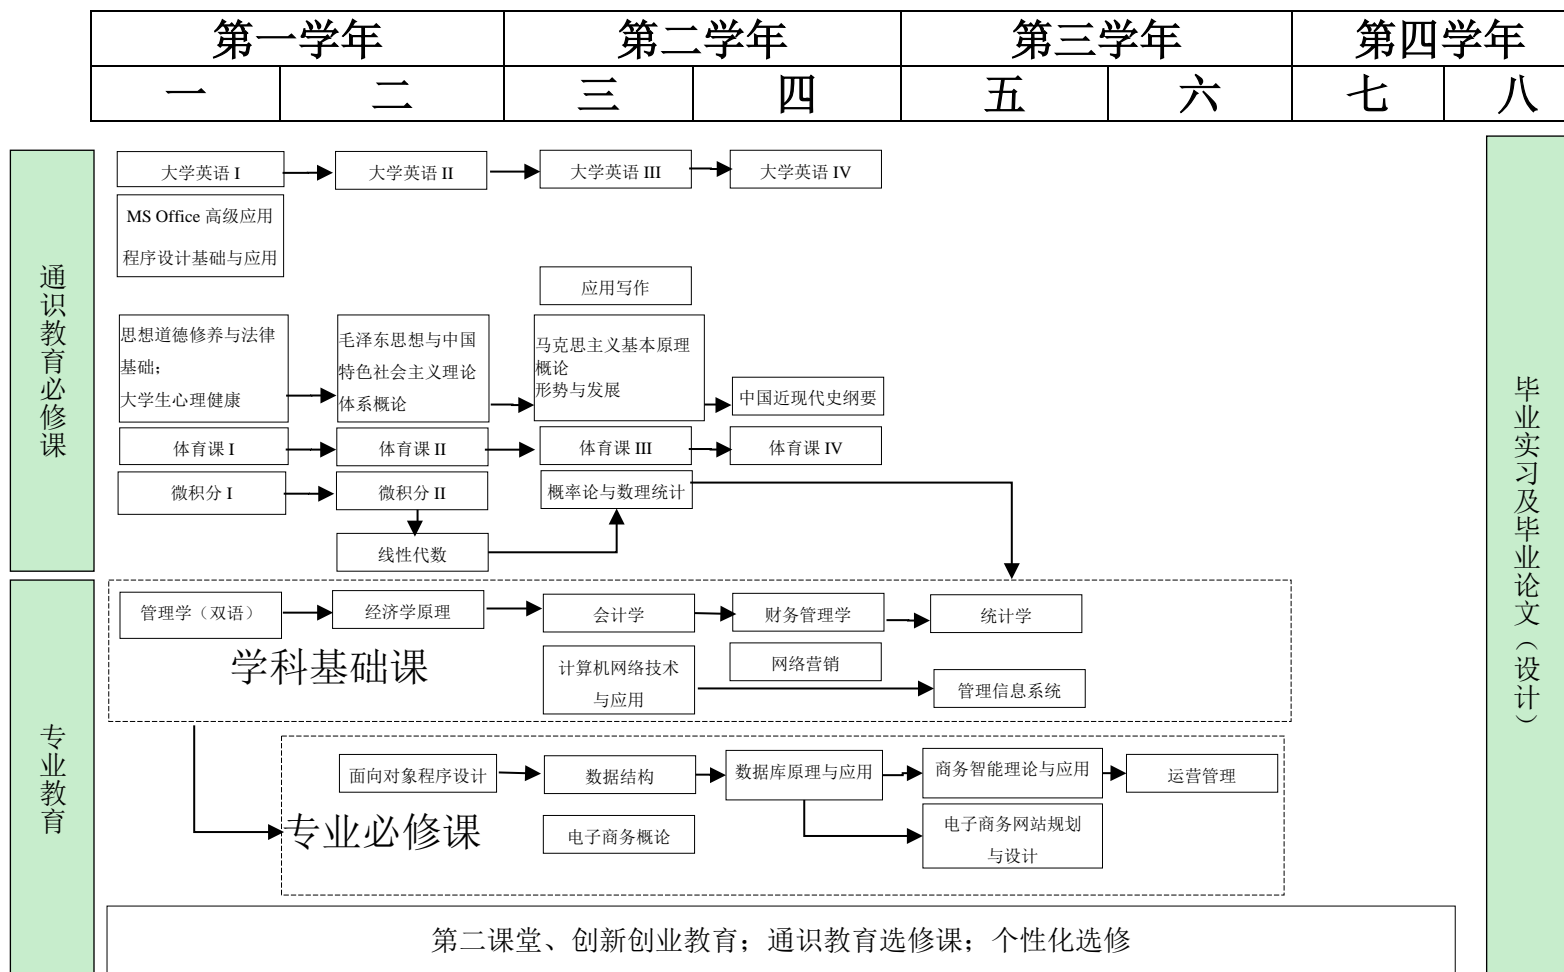 第一学年 第二学年 第三学年 第四学年
一 二 三 四 五 六 七 八
通识教育必修课
大学英语 I
大学英语 II
大学英语 III
大学英语 IV
MS Office 高级应用
程序设计基础与应用
应用写作
思想道德修养与法律
基础；
大学生心理健康
毛泽东思想与中国
特色社会主义理论
体系概论
马克思主义基本原理
概论
形势与发展
中国近现代史纲要
体育课 I
体育课 II
体育课 III
体育课 IV
微积分 I
微积分 II
概率论与数理统计
线性代数
专业教育
管理学（双语）
经济学原理
会计学
财务管理学
统计学
学科基础课
计算机网络技术
与应用
网络营销
管理信息系统
面向对象程序设计
数据结构
数据库原理与应用
商务智能理论与应用
运营管理
专业必修课
电子商务概论
电子商务网站规划
与设计
第二课堂、创新创业教育；通识教育选修课；个性化选修
毕业实习及毕业论文（设计）